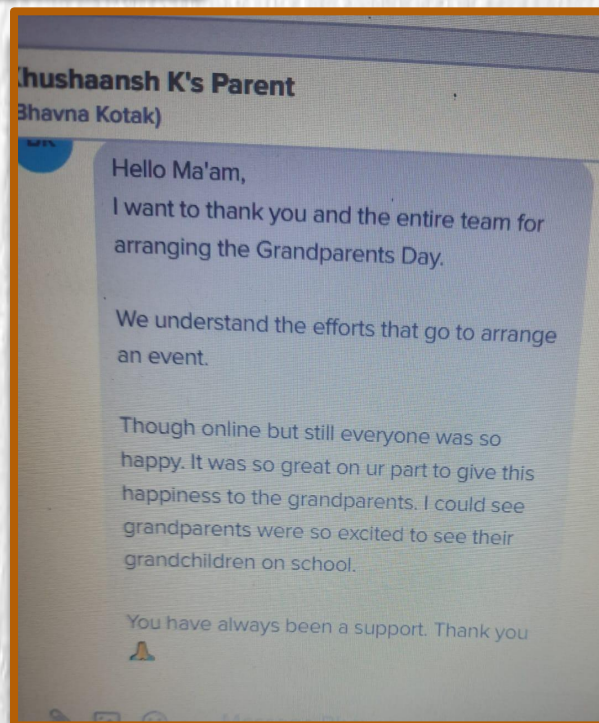 Khushaansh K's Parent
Bhavna Kotak)
Hello Ma'am,
I want to thank you and the entire team for
arranging the Grandparents Day.
We understand the efforts that go to arrange
an event.
Though online but still everyone was so
happy. It was so great on ur part to give this
happiness to the grandparents. I could see
grandparents were so excited to see their
grandchildren on school.
You have always been a support. Thank you
🙏